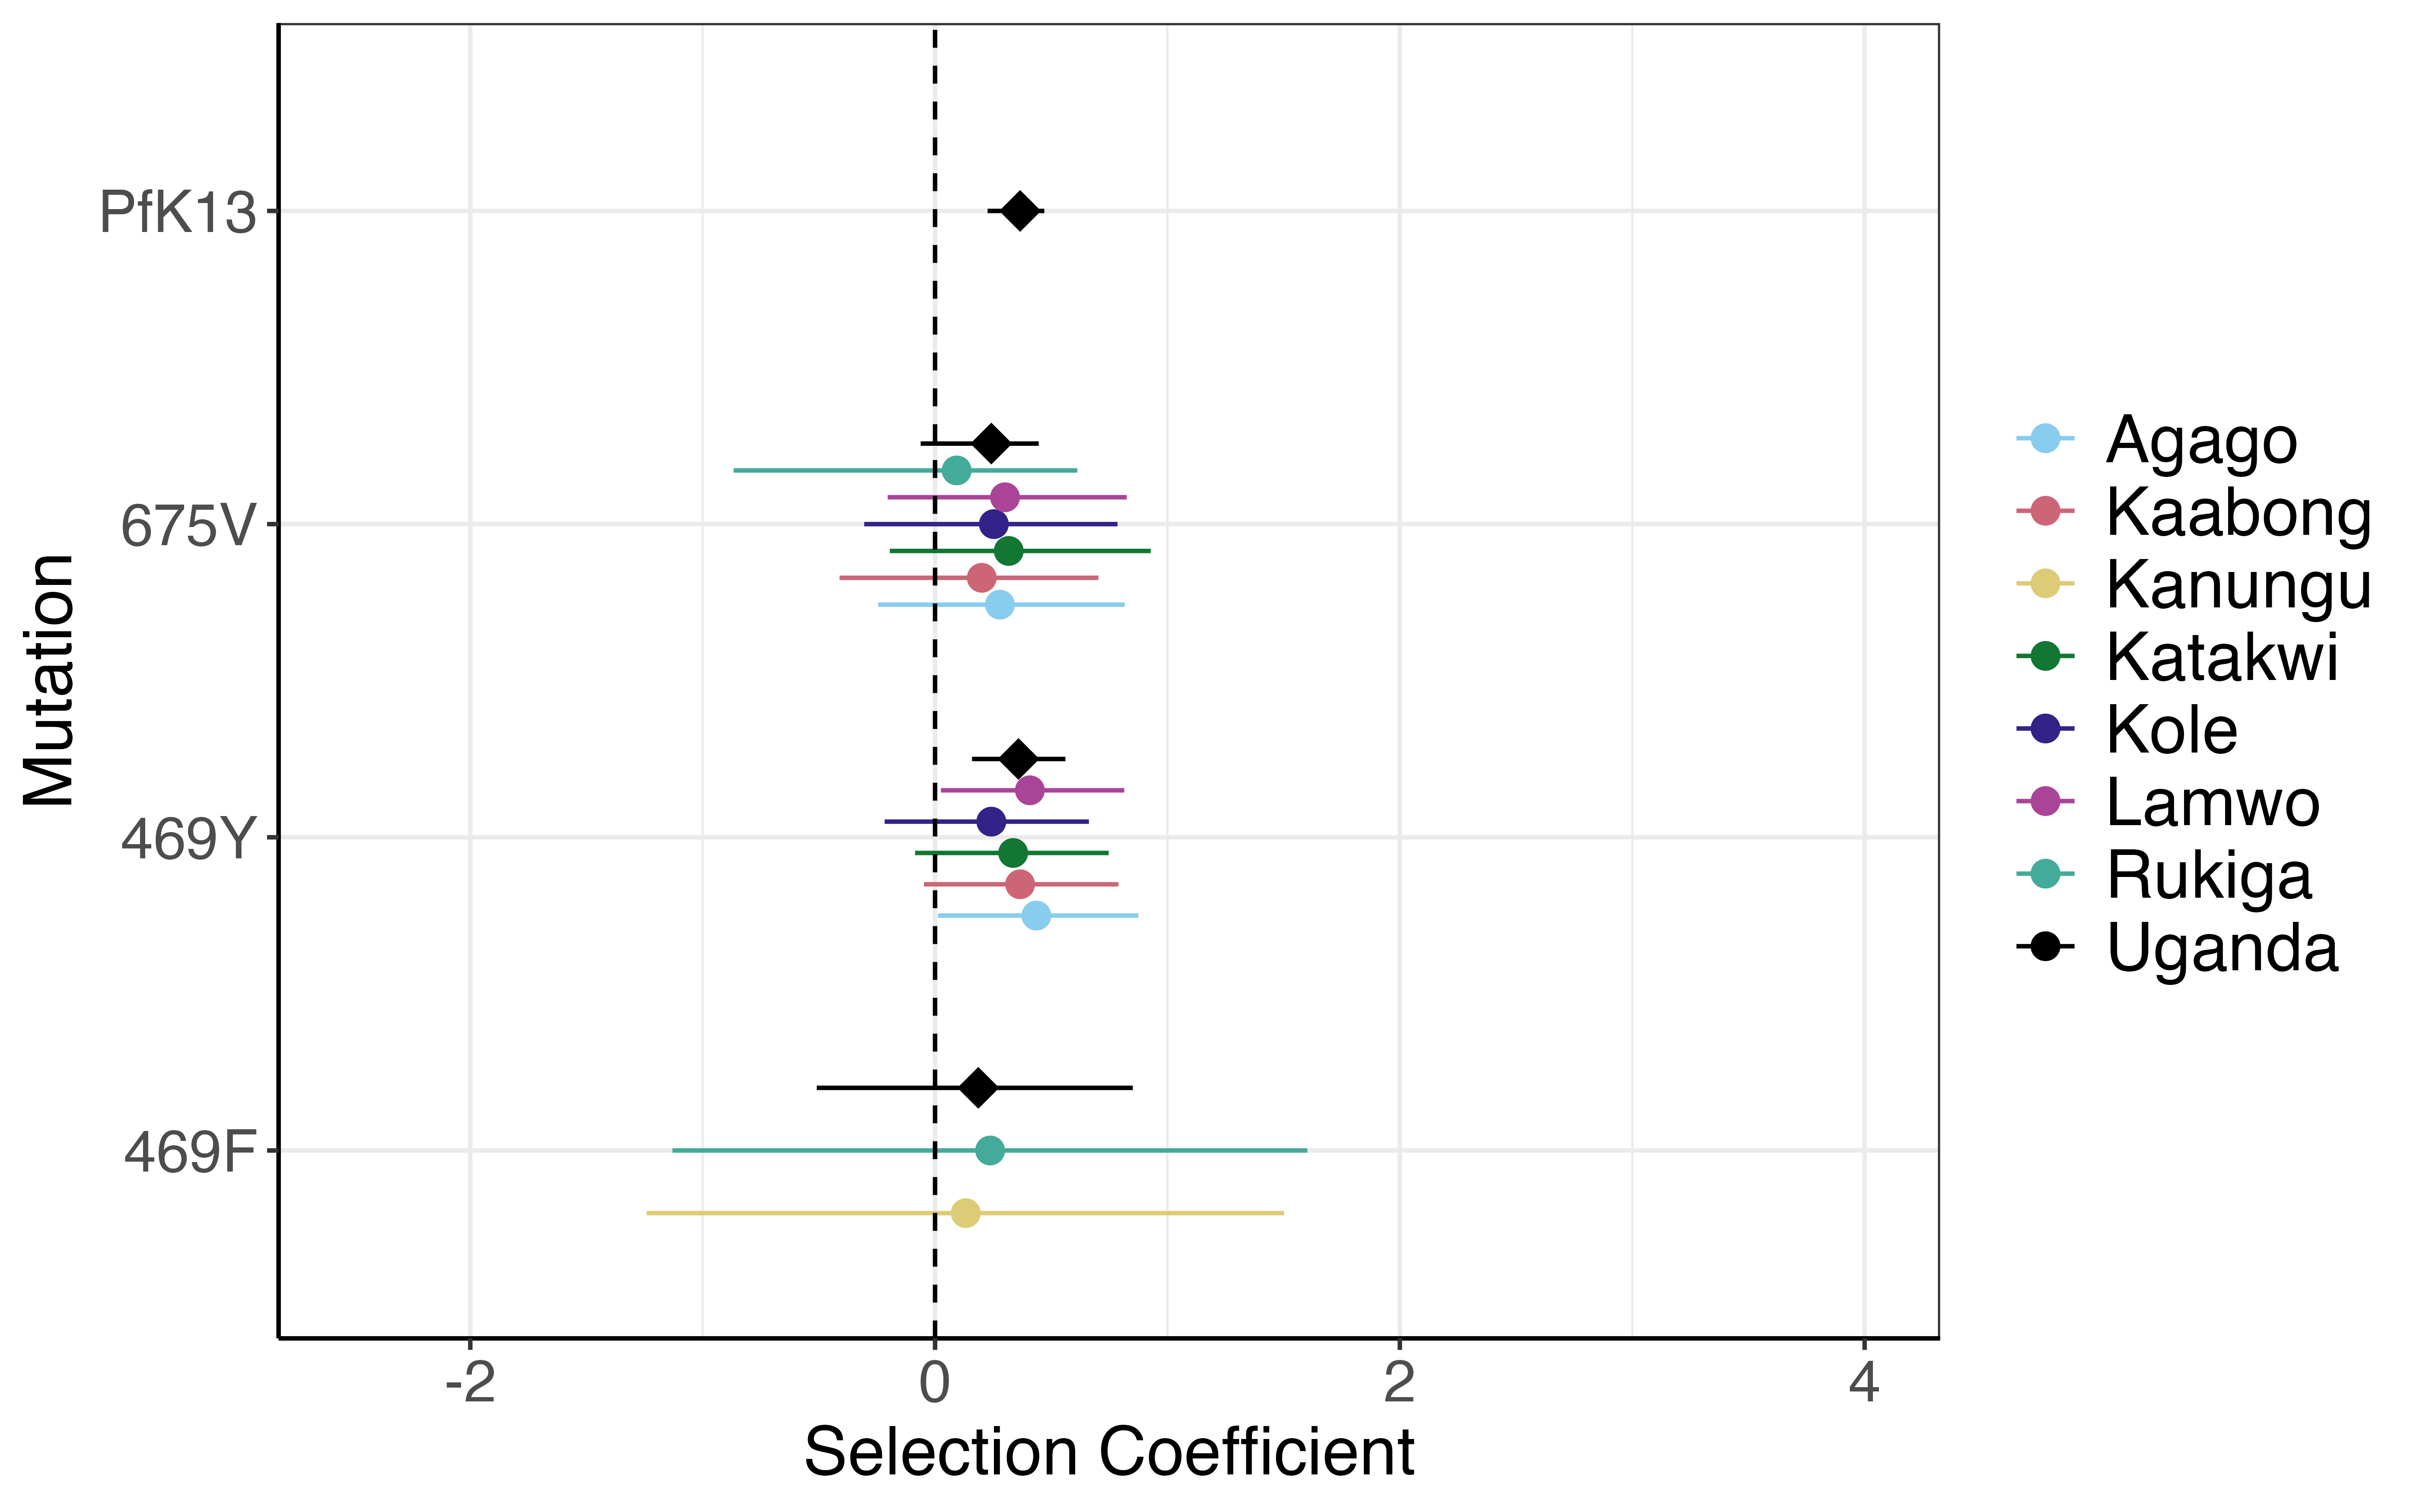 Mutation
PfK13
675V
469Y
469F
-2
0
2
4
Selection Coefficient
Agago
Kaabong
Kanungu
Katakwi
Kole
Lamwo
Rukiga
Uganda